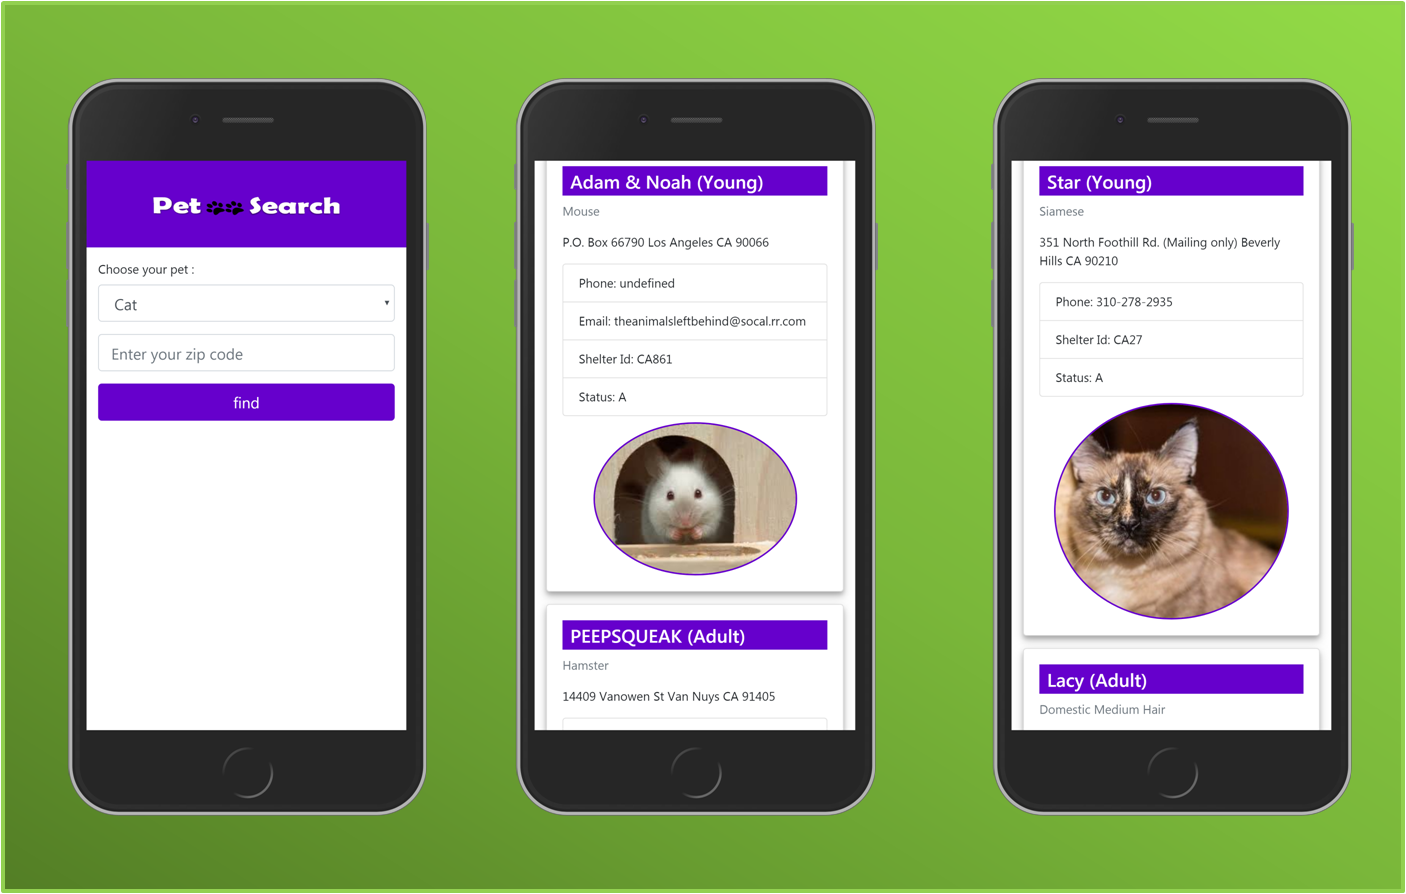 Pet Search
Choose your pet :
Cat
Enter your zip code
find
Adam & Noah (Young)
Mouse
P.O. Box 66790 Los Angeles CA 90066
Phone: undefined
Email: theanimalsleftbehind@socal.rr.com
Shelter Id: CA861
Status: A
PEEPSQUEAK (Adult)
Hamster
14409 Vanowen St Van Nuys CA 91405
Star (Young)
Siamese
351 North Foothill Rd. (Mailing only) Beverly
Hills CA 90210
Phone: 310-278-2935
Shelter Id: CA27
Status: A
Lacy (Adult)
Domestic Medium Hair